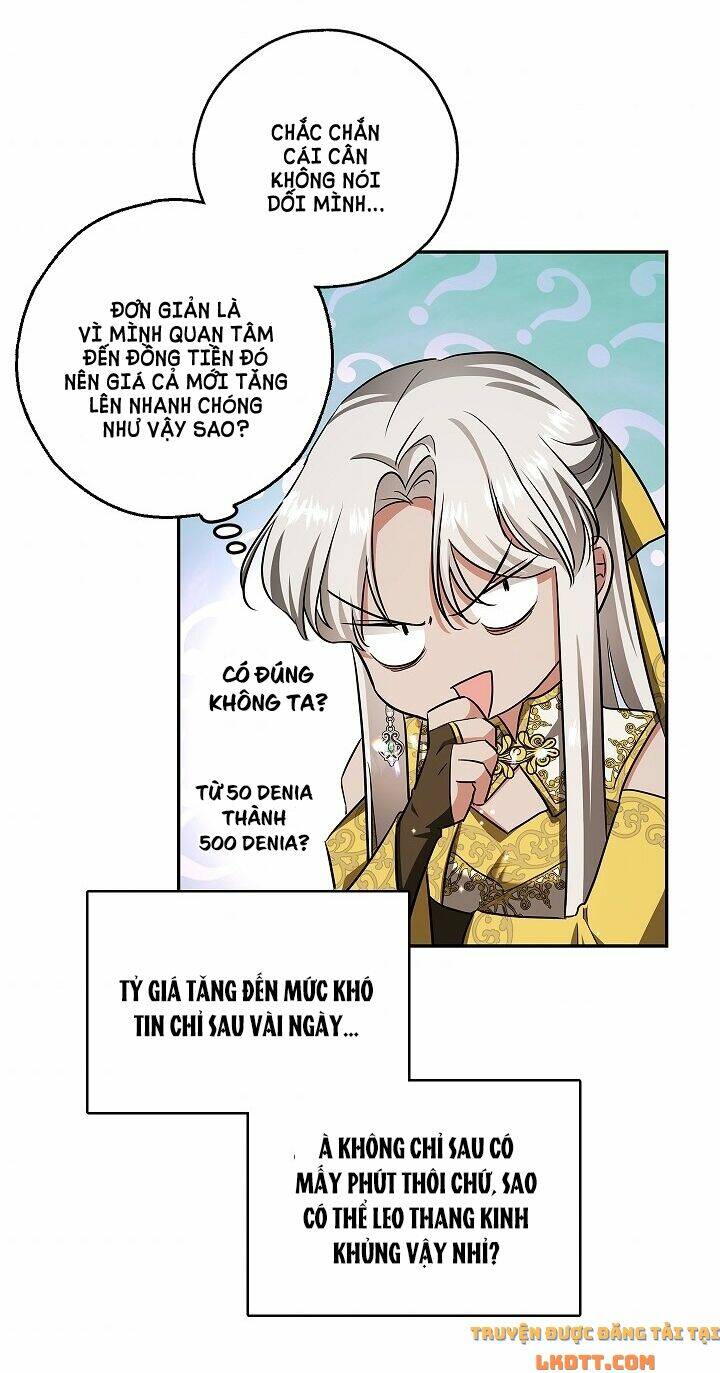 CHẮC CHẮN
CÁI CÂN
KHÔNG NÓI
DỐI MÌNH...
ĐƠN GIẢN LÀ
VÌ MÌNH QUAN TÂM
ĐẾN ĐỒNG TIỀN ĐÓ
NÊN GIÁ CẢ MỚI TĂNG
LÊN NHANH CHÓNG
NHƯ VẬY SAO?
CÓ ĐÚNG
KHÔNG TA?
TỪ 50 DENIA
THÀNH
500 DENIA?
TỶ GIÁ TĂNG ĐẾN MỨC KHÓ
TIN CHỈ SAU VÀI NGÀY...
À KHÔNG CHỈ SAU CÓ
MẤY PHÚT THÔI CHỨ, SAO
CÓ THỂ LEO THANG KINH
KHỦNG VẬY NHỈ?
TRUYỆN ĐƯỢC ĐĂNG TẢI TẠI
LKDTT.COM